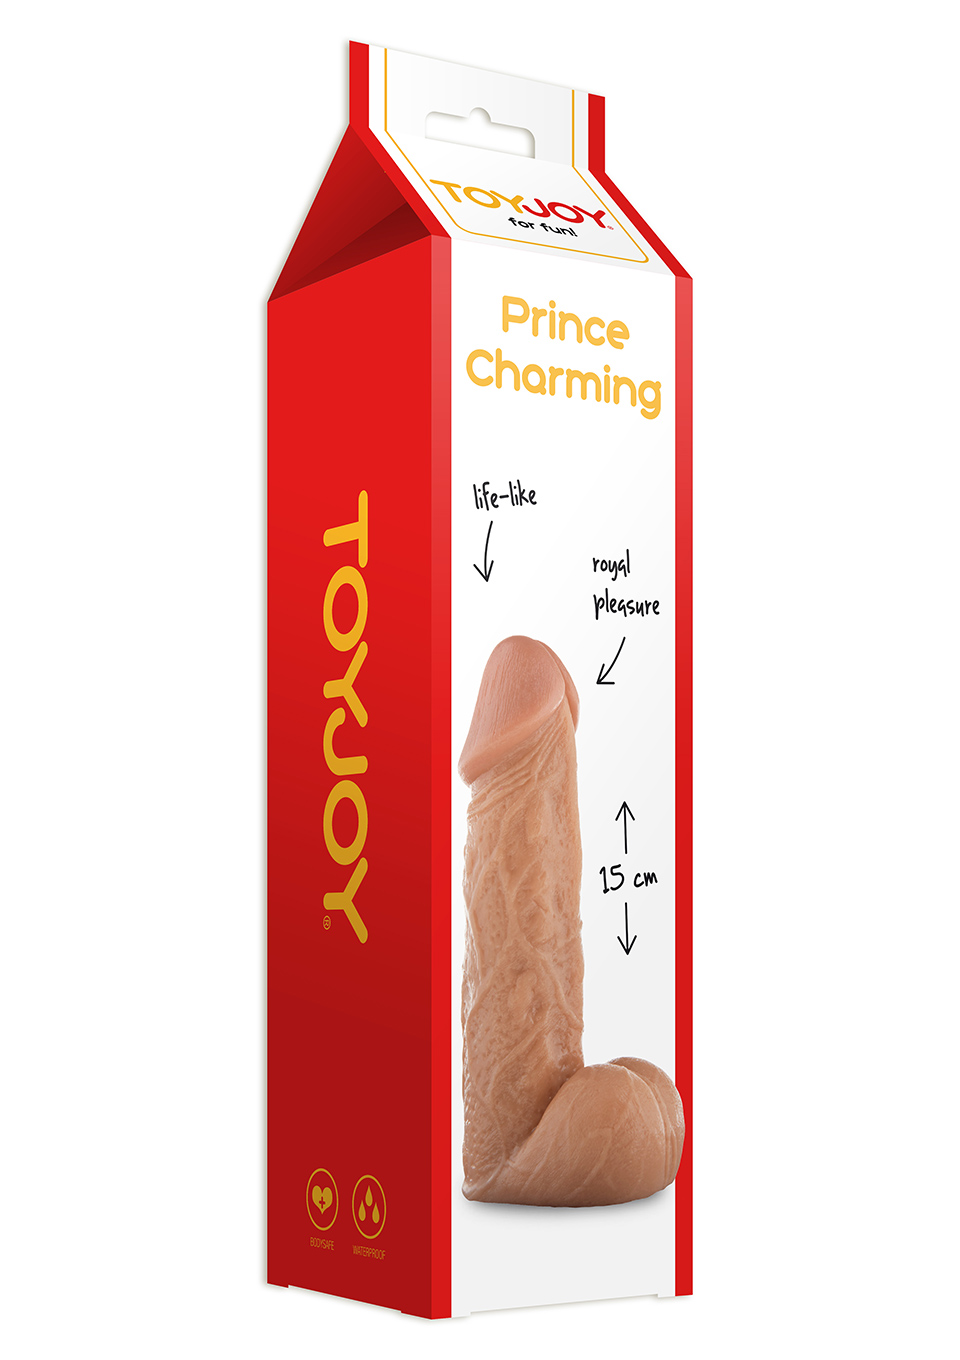 TOYJOY®
for fun!
Prince
Charming
life-like
royal
pleasure
15 cm
TOYJOY®
BODYSAFE
WATERPROOF